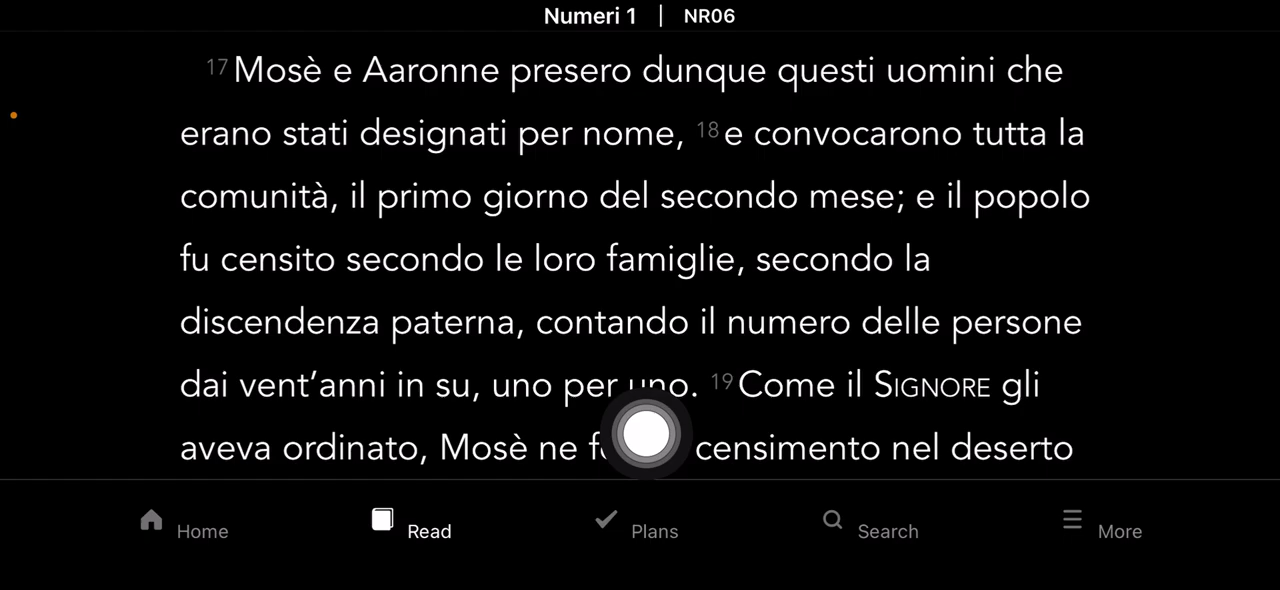 Numeri 1 | NR06
17 Mosè e Aaronne presero dunque questi uomini che
erano stati designati per nome, 18 e convocarono tutta la
comunità, il primo giorno del secondo mese; e il popolo
fu censito secondo le loro famiglie, secondo la
discendenza paterna, contando il numero delle persone
dai vent’anni in su, uno per uno. 19 Come il SIGNORE gli
aveva ordinato, Mosè ne censimento nel deserto
Home Read Plans Search More